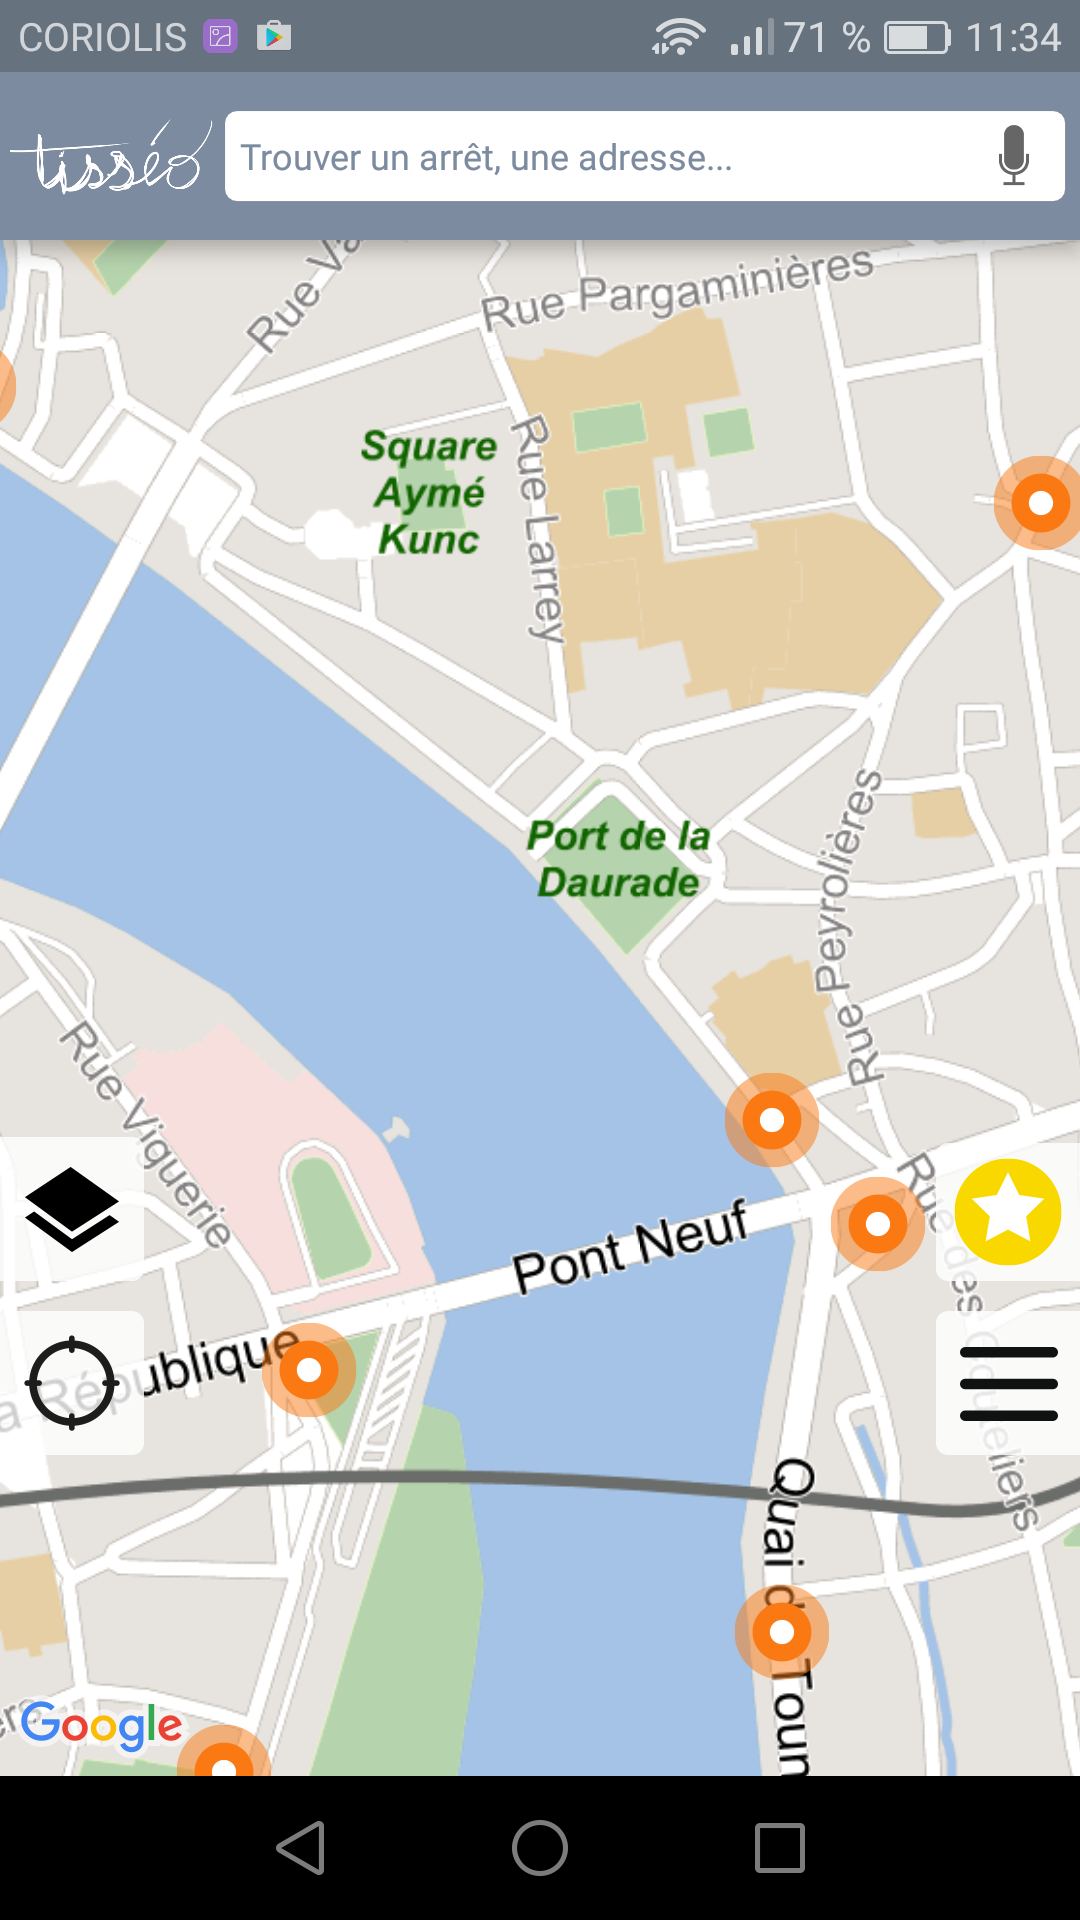 CORIOLIS
71 %
11:34
tisséo
Trouver un arrêt, une adresse...
Rue Va
Rue Pargaminières
Square
Aymé
Kunc
Rue Larrey
Port de la
Daurade
Rue Peyrolières
Rue Viguerie
Pont Neuf
Rue des Couteliers
a République
Quai d
Toun
Google